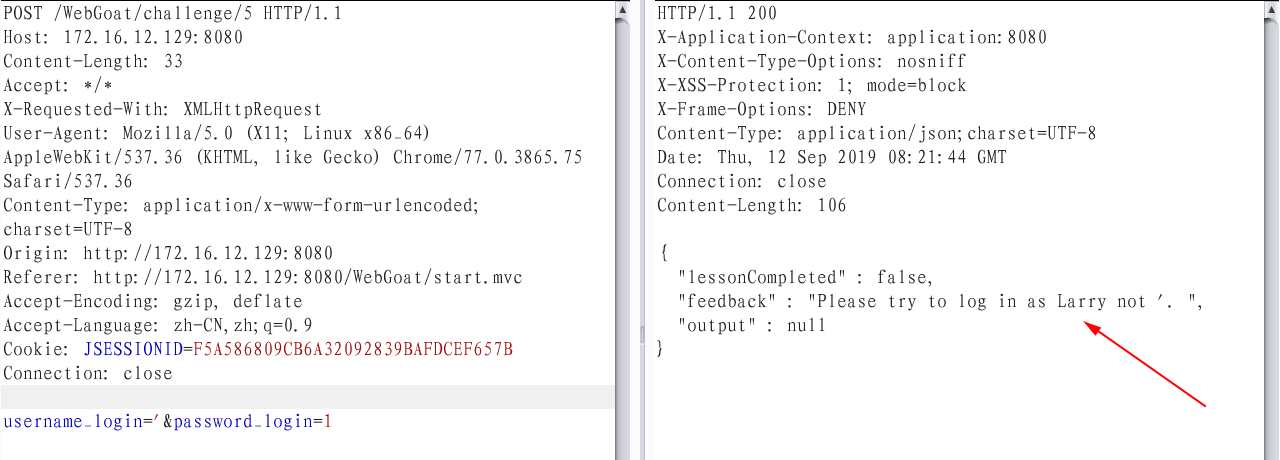 POST /WebGoat/challenge/5 HTTP/1.1
Host: 172.16.12.129:8080
Content-Length: 33
Accept: */*
X-Requested-With: XMLHttpRequest
User-Agent: Mozilla/5.0 (X11; Linux x86_64)
AppleWebKit/537.36 (KHTML, like Gecko) Chrome/77.0.3865.75
Safari/537.36
Content-Type: application/x-www-form-urlencoded;
charset=UTF-8
Origin: http://172.16.12.129:8080
Referer: http://172.16.12.129:8080/WebGoat/start.mvc
Accept-Encoding: gzip, deflate
Accept-Language: zh-CN,zh;q=0.9
Cookie: JSESSIONID=F5A586809CB6A32092839BAFDCEF657B
Connection: close
username_login='&password_login=1
HTTP/1.1 200
X-Application-Context: application:8080
X-Content-Type-Options: nosniff
X-XSS-Protection: 1; mode=block
X-Frame-Options: DENY
Content-Type: application/json;charset=UTF-8
Date: Thu, 12 Sep 2019 08:21:44 GMT
Connection: close
Content-Length: 106
{
"lessonCompleted" : false,
"feedback" : "Please try to log in as Larry not '. ",
"output" : null
}